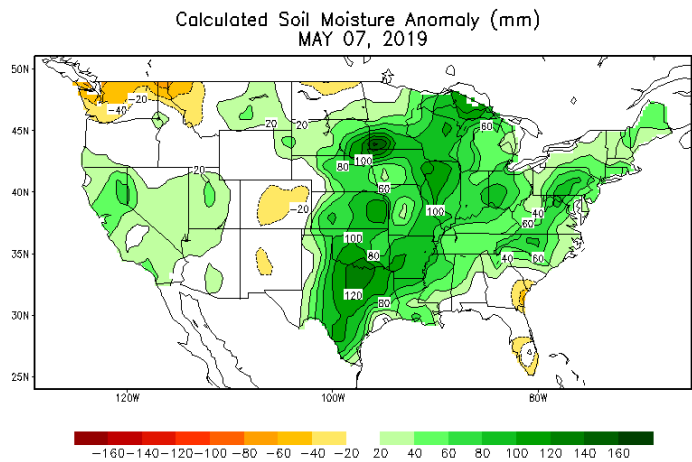 Calculated Soil Moisture Anomaly (mm)
MAY 07, 2019
50N
45N
40N
35N
30N
25N
120W 100W 80W
-20
-40
20
20
20
60
80
100
60
-20
100
40
60
100
80
40
60
120
80
-160 -140 -120 -100 -80 -60 -40 -20 20 40 60 80 100 120 140 160